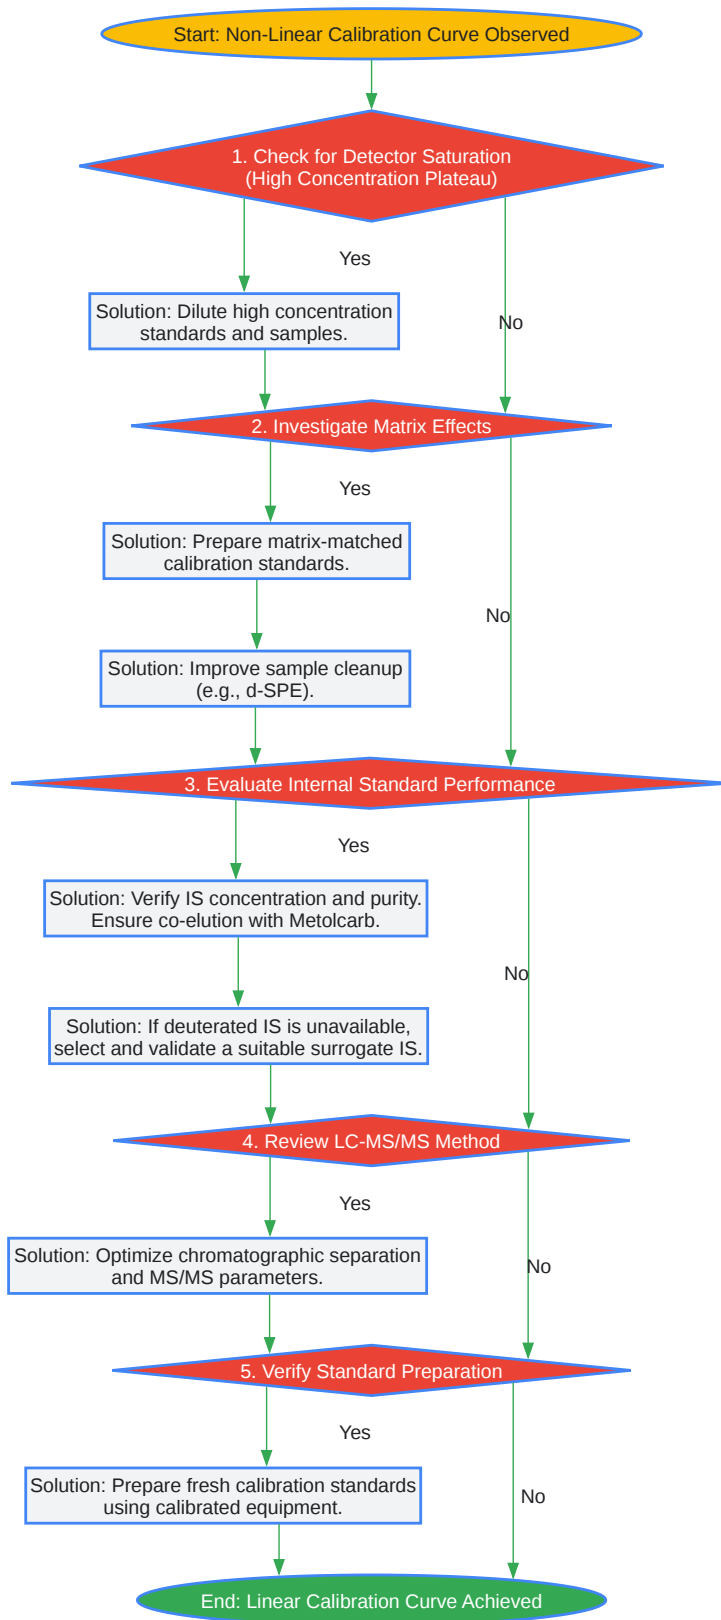 Start: Non-Linear Calibration Curve Observed
1. Check for Detector Saturation
(High Concentration Plateau)
Yes
Solution: Dilute high concentration
standards and samples.
No
2. Investigate Matrix Effects
Yes
Solution: Prepare matrix-matched
calibration standards.
No
Solution: Improve sample cleanup
(e.g., d-SPE).
3. Evaluate Internal Standard Performance
Yes
Solution: Verify IS concentration and purity.
Ensure co-elution with Metolcarb.
No
Solution: If deuterated IS is unavailable,
select and validate a suitable surrogate IS.
4. Review LC-MS/MS Method
Yes
Solution: Optimize chromatographic separation
and MS/MS parameters.
No
5. Verify Standard Preparation
Yes
Solution: Prepare fresh calibration standards
using calibrated equipment.
No
End: Linear Calibration Curve Achieved